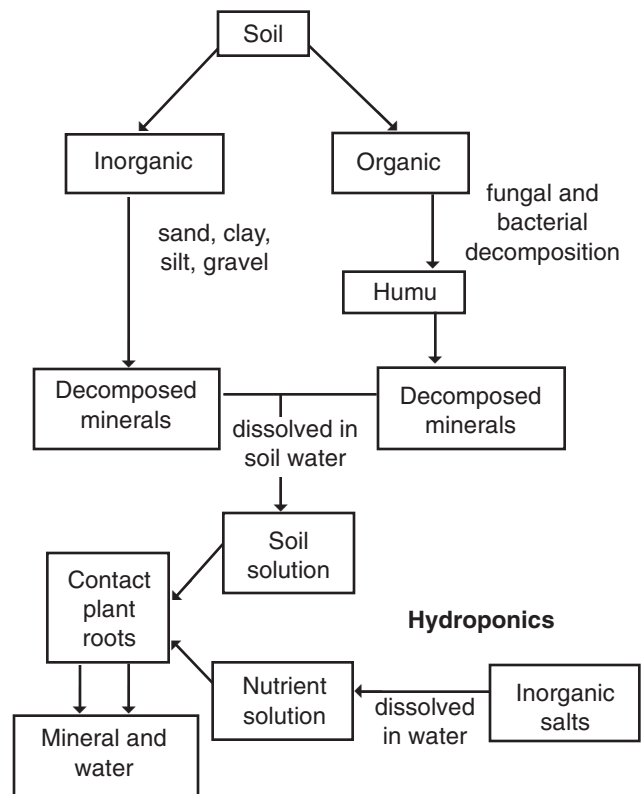 Soil
Inorganic
Organic
sand, clay,
silt, gravel
fungal and
bacterial
decomposition
Humu
Decomposed
minerals
Decomposed
minerals
dissolved in
soil water
Soil
solution
Contact
plant
roots
Hydroponics
Nutrient
solution
dissolved
in water
Inorganic
salts
Mineral and
water